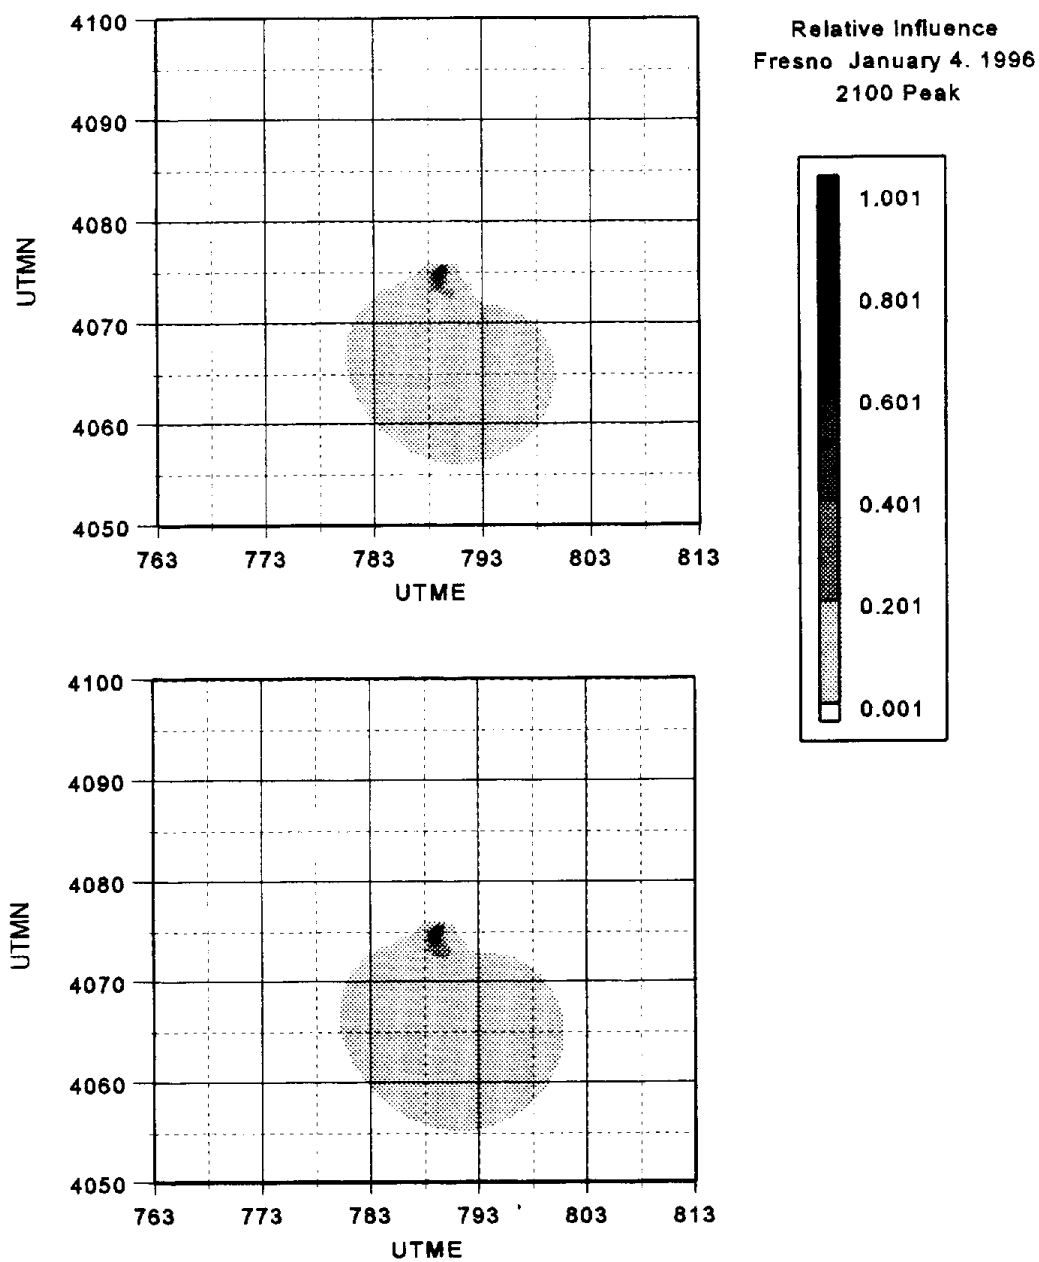 Relative Influence
Fresno January 4. 1996
2100 Peak
1.001
0.801
0.601
0.401
0.201
0.001
4100
4090
4080
4070
4060
4050
UTMN
763 773 783 793 803 813
UTME
4100
4090
4080
4070
4060
4050
UTMN
763 773 783 793 803 813
UTME